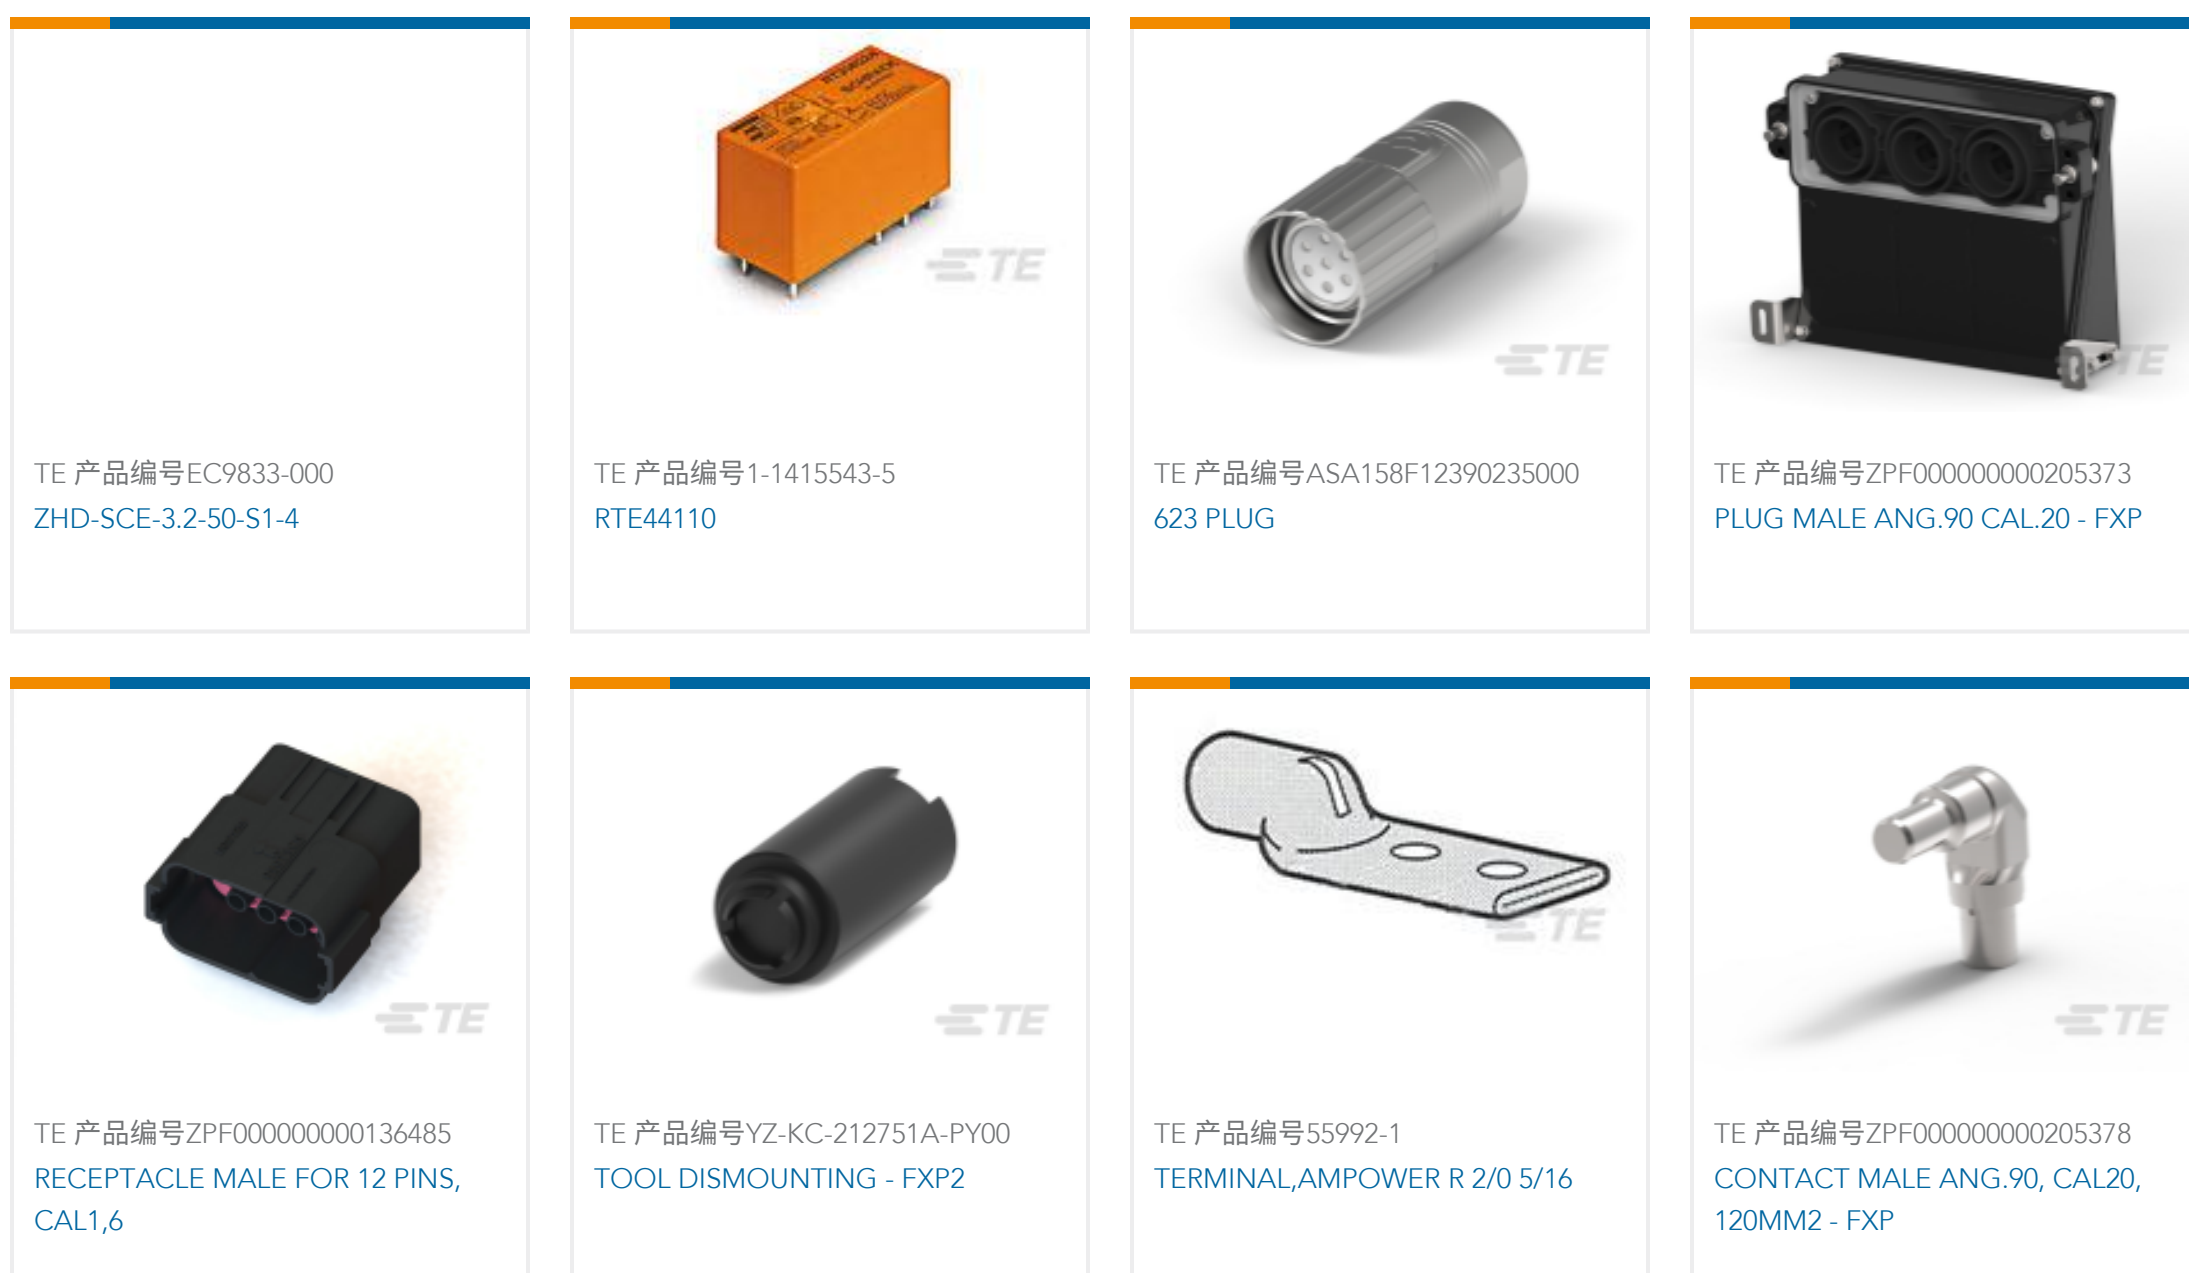 TE
TE
TE
TE 产品编号EC9833-000
ZHD-SCE-3.2-50-S1-4
TE 产品编号1-1415543-5
RTE44110
TE 产品编号ASA158F12390235000
623 PLUG
TE 产品编号ZPF000000000205373
PLUG MALE ANG.90 CAL.20 - FXP
TE
TE
TE
TE
TE 产品编号ZPF000000000136485
RECEPTACLE MALE FOR 12 PINS,
CAL1,6
TE 产品编号YZ-KC-212751A-PY00
TOOL DISMOUNTING - FXP2
TE 产品编号55992-1
TERMINAL,AMPOWER R 2/0 5/16
TE 产品编号ZPF000000000205378
CONTACT MALE ANG.90, CAL20,
120MM2 - FXP